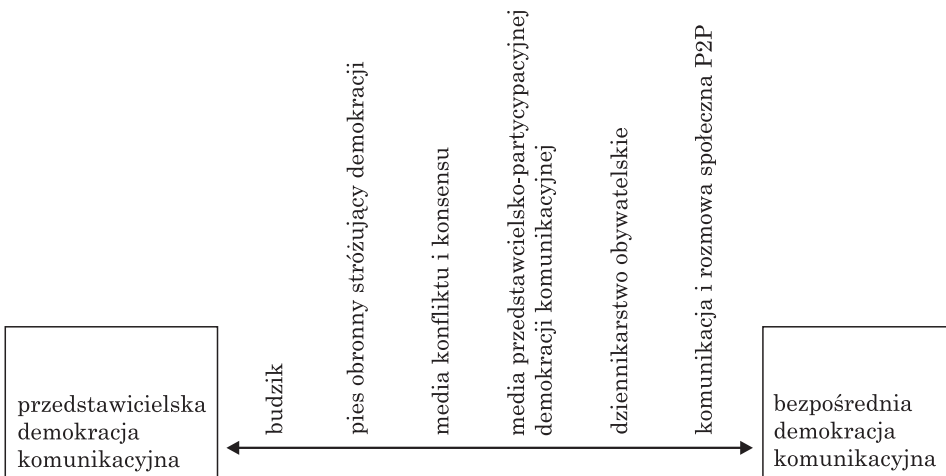 przedstawicielska
demokracja
komunikacyjna
budzik
pies obronny stróżujący demokracji
media konfliktu i konsensu
media przedstawcielsko-partycypacyjnej
demokracji komunikacyjnej
dziennikarstwo obywatelskie
komunikacja i rozmowa społeczna P2P
bezpośrednia
demokracja
komunikacyjna